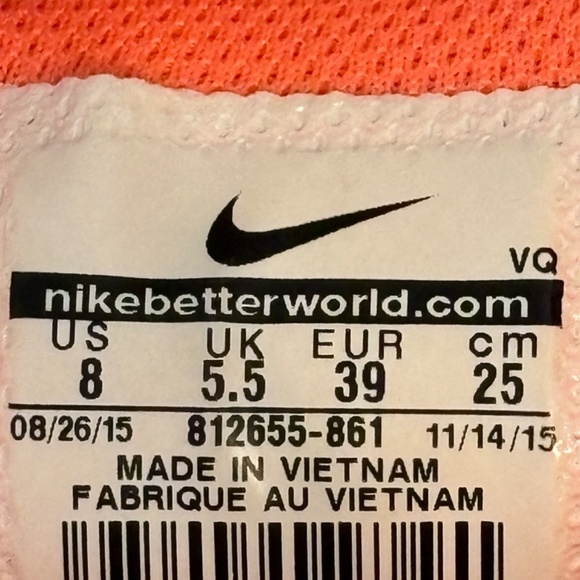 VQ
nikebetterworld.com
US UK EUR cm
8 5.5 39 25
08/26/15 812655-861 11/14/15
MADE IN VIETNAM
FABRIQUE AU VIETNAM